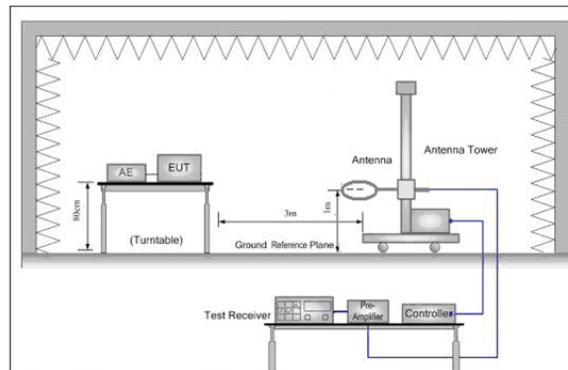 Antenna Antenna Tower
AE EUT
80cm
(Turntable)
3m
1m
Ground Reference Plane
Test Receiver
Pre-
Amplifier
Controller